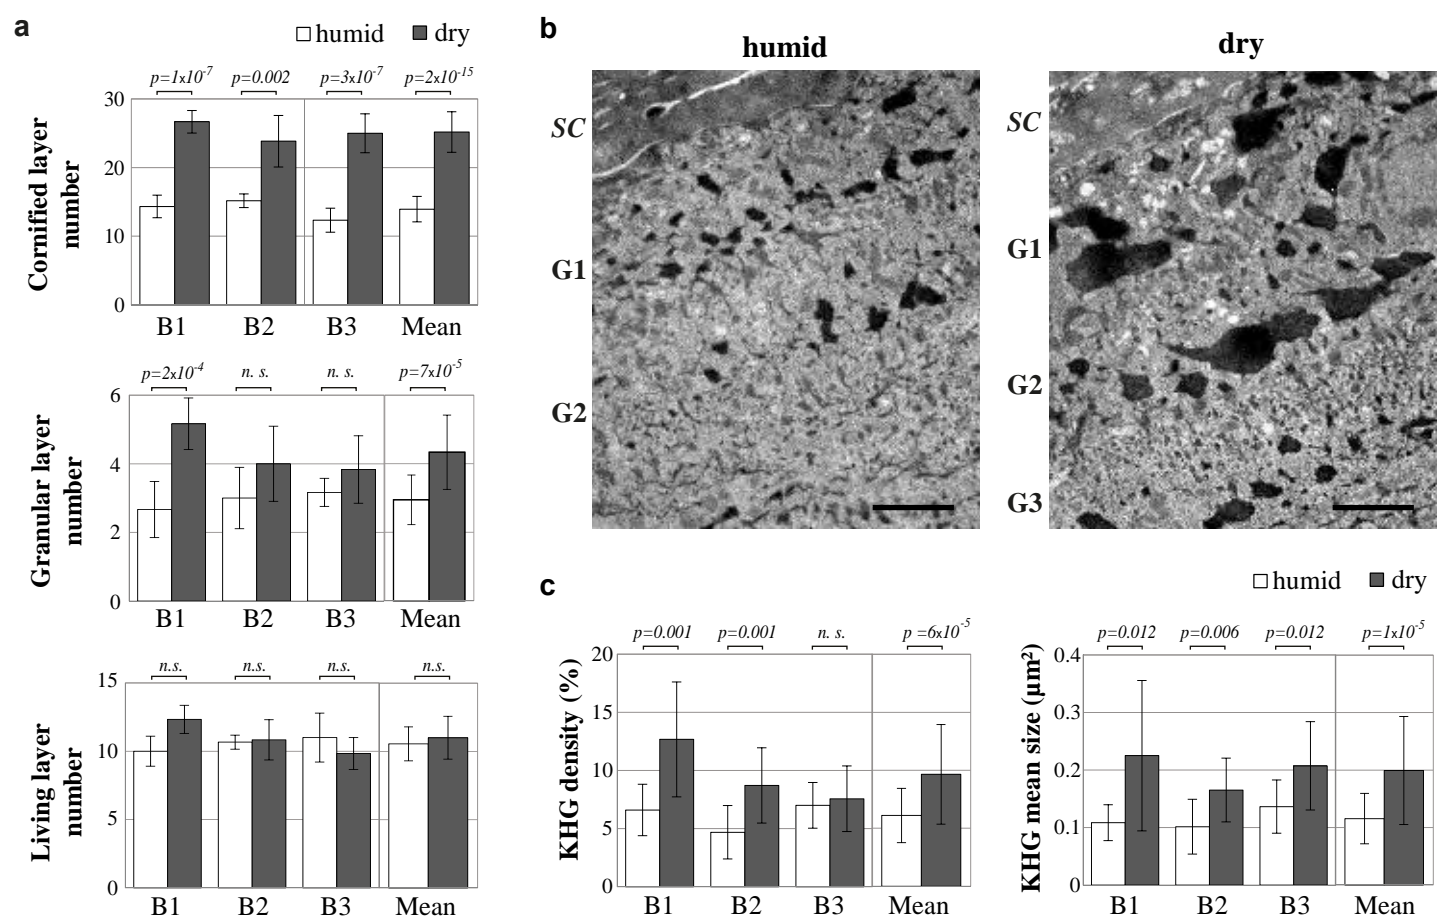 a
humid dry
p=1x10-7 p=0.002 p=3x10-7 p=2x10-15
Cornified layer
number
30
20
10
0
B1 B2 B3 Mean
p=2x10-4 n. s. n. s. p=7x10-5
Granular layer
number
6
4
2
0
B1 B2 B3 Mean
n.s. n.s. n.s. n.s.
Living layer
number
15
10
5
0
B1 B2 B3 Mean
b
humid
SC
G1
G2
dry
SC
G1
G2
G3
c
humid dry
p=0.001 p=0.001 n. s. p =6x10-5
KHG density (%)
20
15
10
5
0
B1 B2 B3 Mean
p=0.012 p=0.006 p=0.012 p=1x10-5
KHG mean size (µm²)
0.4
0.3
0.2
0.1
0
B1 B2 B3 Mean